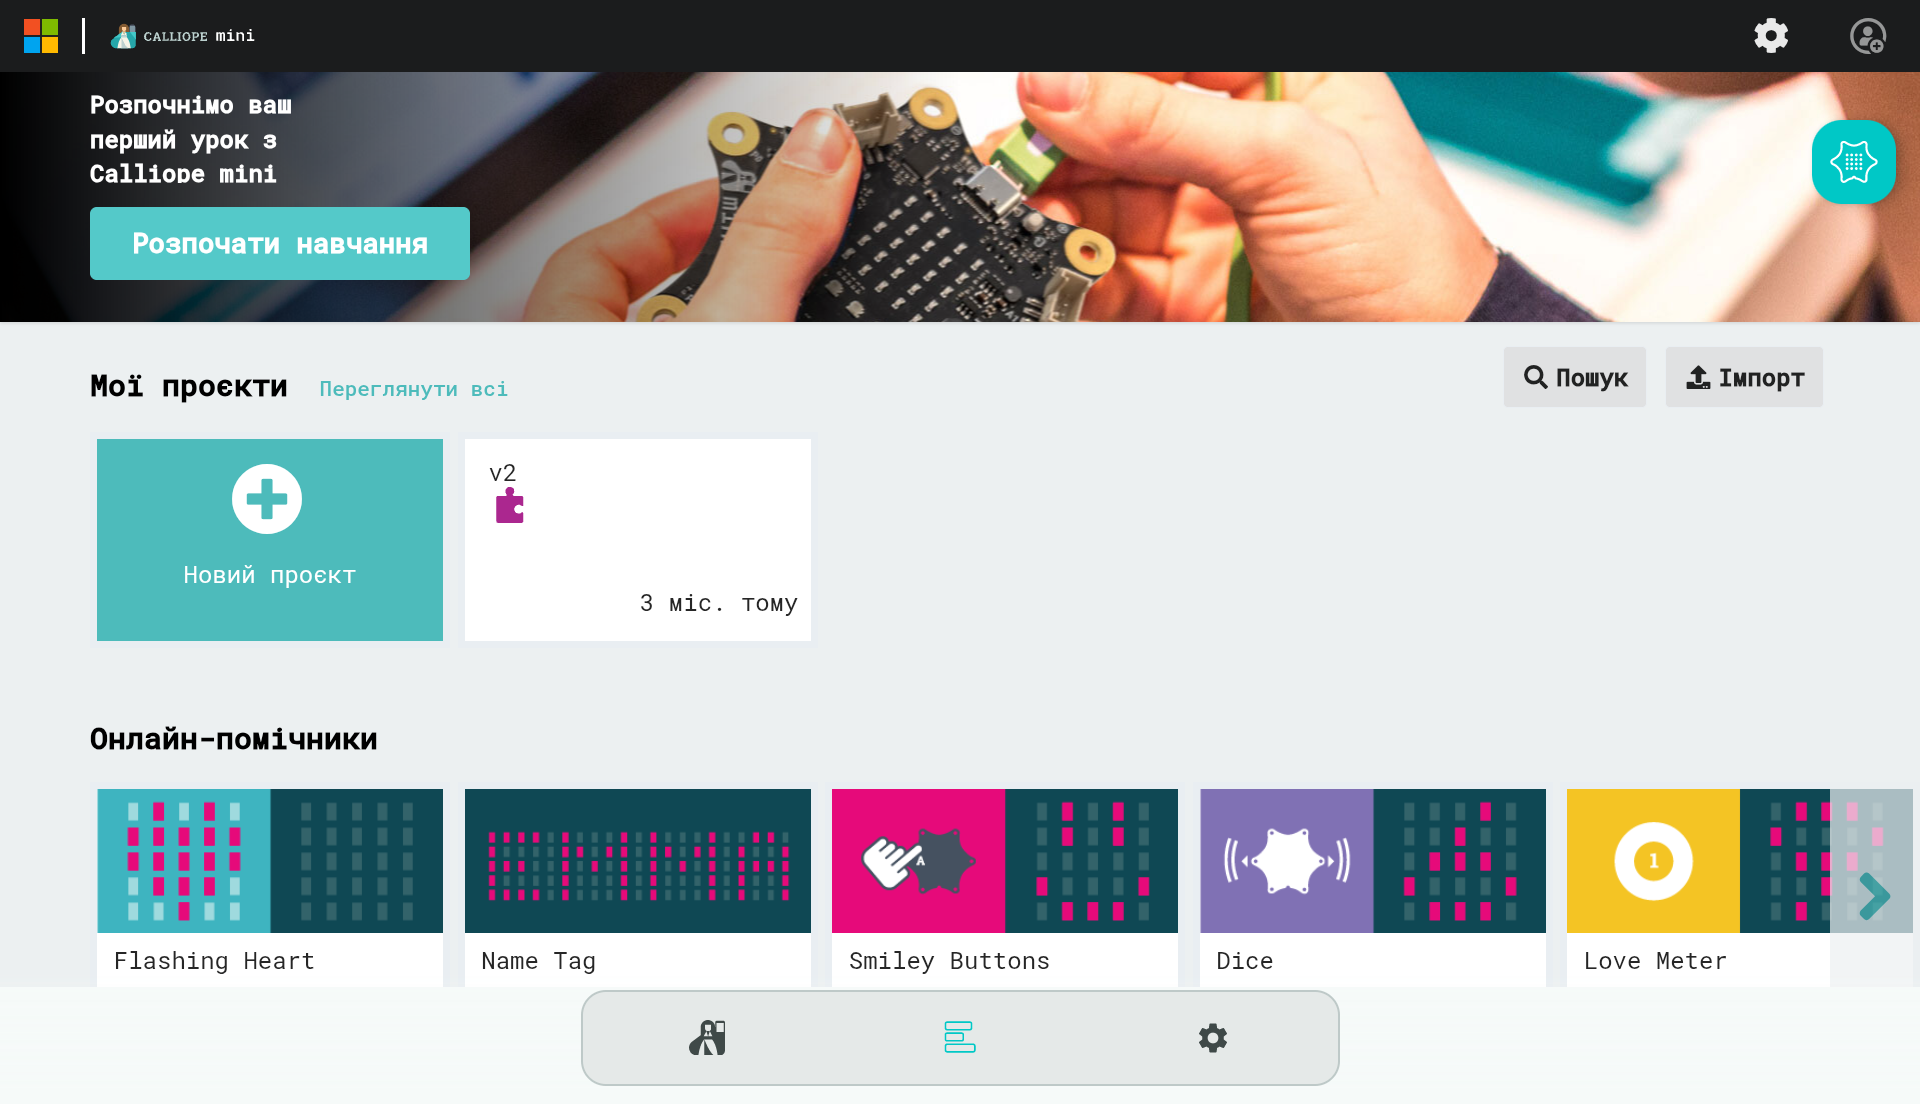 CALLIOPE mini
Розпочнімо ваш
перший урок з
Calliope mini
Розпочати навчання
Мої проєкти
Переглянути всі
Пошук
Імпорт
Новий проєкт
v2
3 міс. тому
Онлайн-помічники
A
1
Flashing Heart
Name Tag
Smiley Buttons
Dice
Love Meter